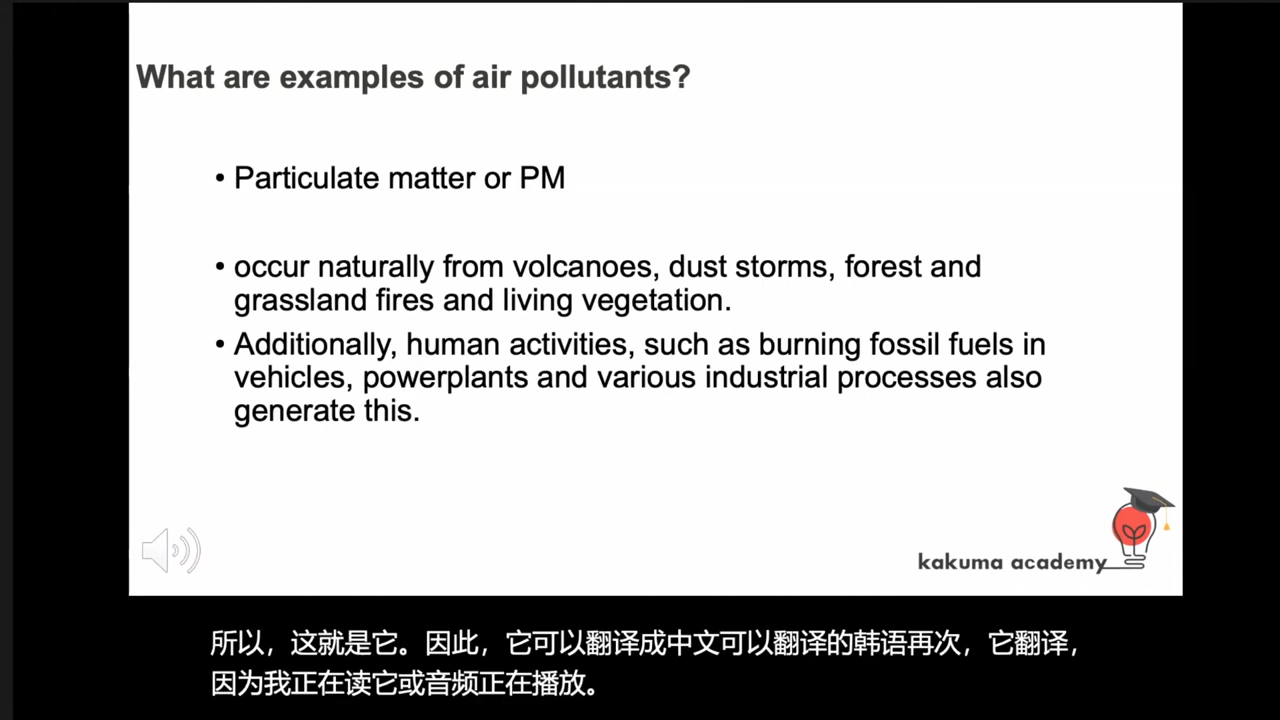 What are examples of air pollutants?
• Particulate matter or PM
• occur naturally from volcanoes, dust storms, forest and
grassland fires and living vegetation.
• Additionally, human activities, such as burning fossil fuels in
vehicles, powerplants and various industrial processes also
generate this.
kakuma academy
所以，这就是它。因此，它可以翻译成中文可以翻译的韩语再次，它翻译，
因为我正在读它或音频正在播放。